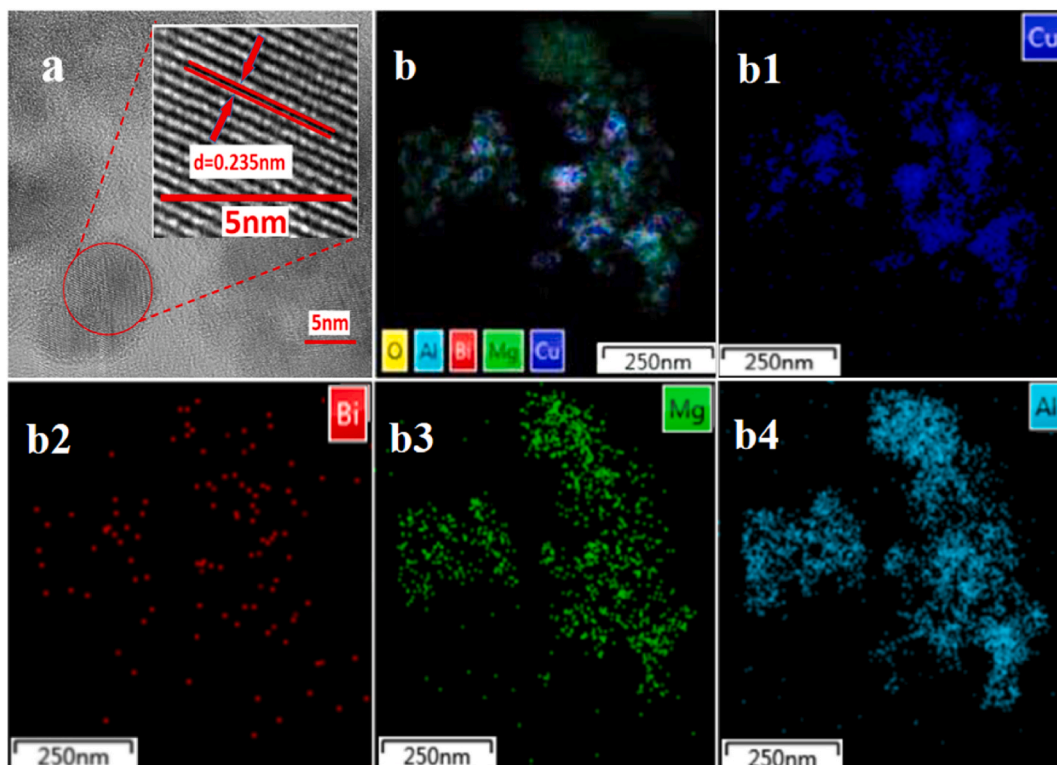 a
d=0.235nm
5nm
5nm
b
O Al Bi Mg Cu
250nm
b1
Cu
250nm
b2
Bi
250nm
b3
Mg
250nm
b4
Al
250nm